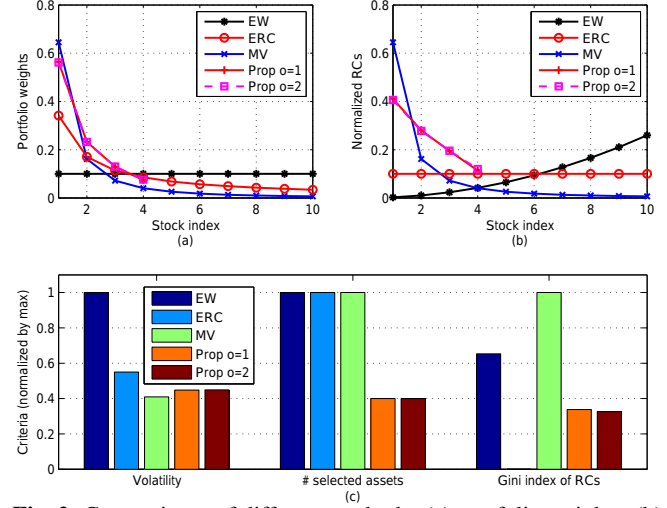 0.8
0.6
0.4
0.2
0
Portfolio weights
2 4 6 8 10
Stock index
(a)
EW
ERC
MV
Prop o=1
Prop o=2
0.8
0.6
0.4
0.2
0
Normalized RCs
2 4 6 8 10
Stock index
(b)
EW
ERC
MV
Prop o=1
Prop o=2
1
0.8
0.6
0.4
0.2
0
Criteria (normalized by max)
EW
ERC
MV
Prop o=1
Prop o=2
Volatility # selected assets Gini index of RCs
(c)